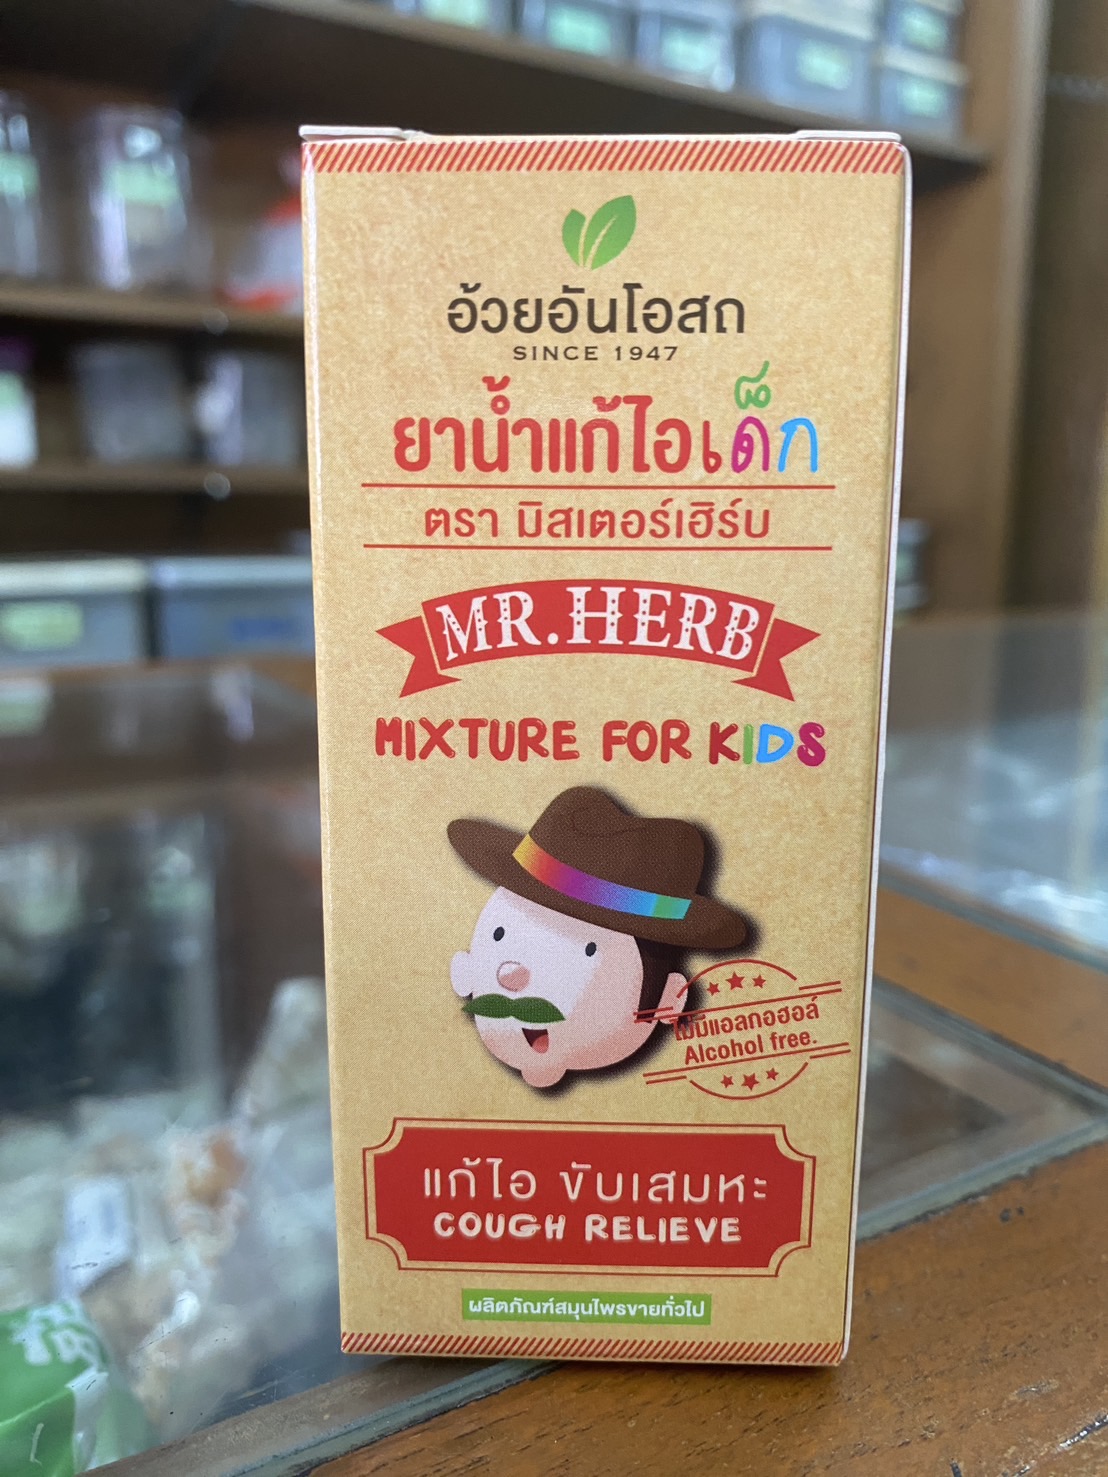 อ้วยอันโอสถ
SINCE 1947
ยาน้ำแก้ไอเด็ก
ตรา มิสเตอร์เฮิร์บ
MR.HERB
MIXTURE FOR KIDS
ไม่มีแอลกอฮอล์
Alcohol free.
แก้ไอ ขับเสมหะ
COUGH RELIEVE
ผลิตภัณฑ์สมุนไพรขายทั่วไป